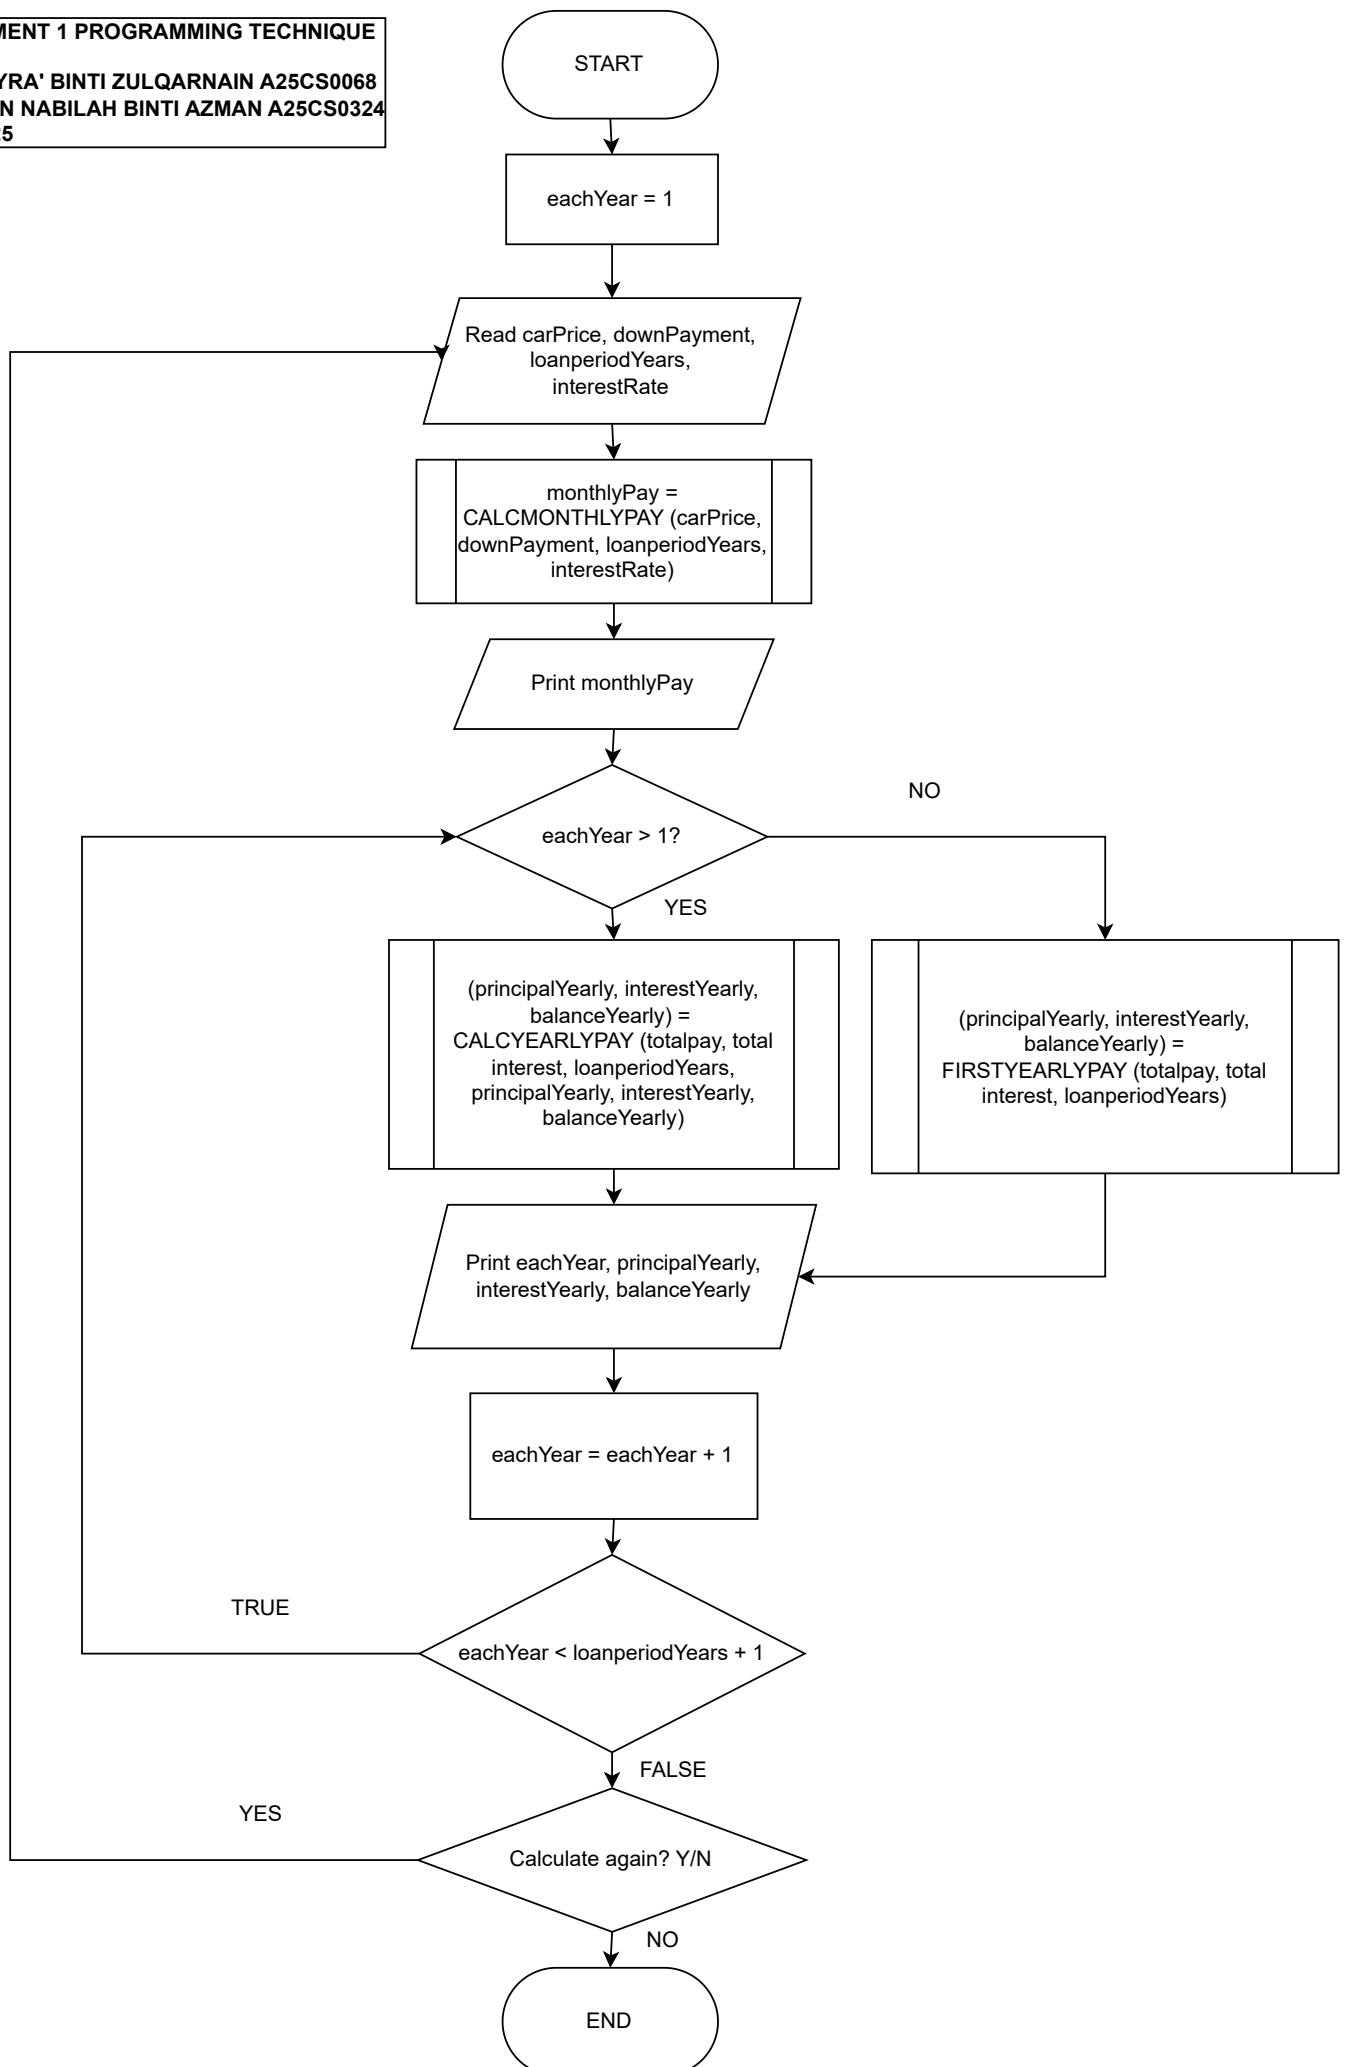 PROGRAMMING TECHNIQUE
1
BINTI ZULQARNAIN A25CS0068
NABILAH BINTI AZMAN A25CS0324
START
eachYear = 1
Read carPrice, downPayment,
loanperiodYears,
interestRate
monthlyPay =
CALCMONTHLYPAY (carPrice,
downPayment, loanperiodYears,
interestRate)
Print monthlyPay
eachYear > 1?
NO
YES
(principalYearly, interestYearly,
balanceYearly) =
CALCYEARLYPAY (totalpay, total
interest, loanperiodYears,
principalYearly, interestYearly,
balanceYearly)
(principalYearly, interestYearly,
balanceYearly) =
FIRSTYEARLYPAY (totalpay, total
interest, loanperiodYears)
Print eachYear, principalYearly,
interestYearly, balanceYearly
eachYear = eachYear + 1
TRUE
eachYear < loanperiodYears + 1
FALSE
YES
Calculate again? Y/N
NO
END